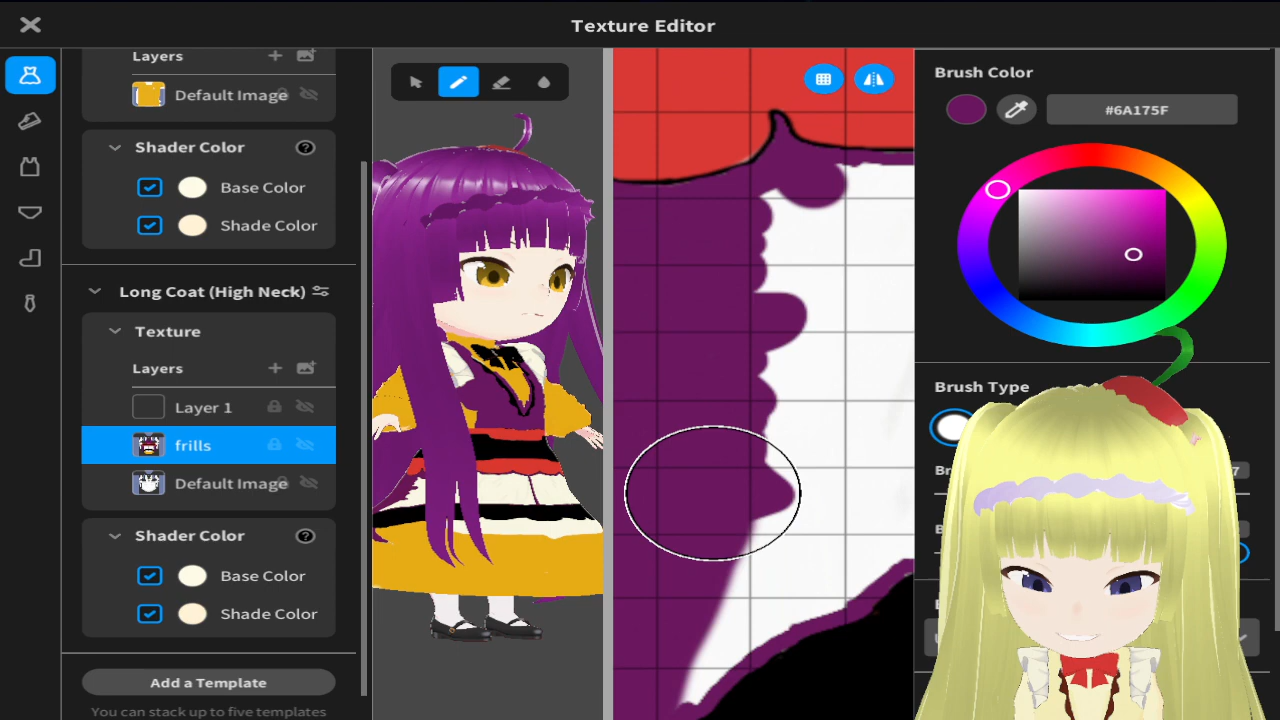 Texture Editor
Layers
Default Image
Shader Color
Base Color
Shade Color
Long Coat (High Neck)
Texture
Layers
Layer 1
frills
Default Image
Shader Color
Base Color
Shade Color
Add a Template
You can stack up to five templates
Brush Color
#6A175F
Brush Type